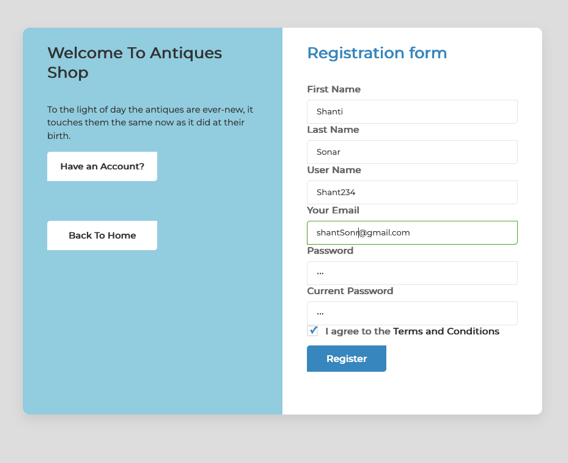 Welcome To Antiques
Shop
To the light of day the antiques are ever-new, it
touches them the same now as it did at their
birth.
Have an Account?
Back To Home
Registration form
First Name
Shanti
Last Name
Sonar
User Name
Shant234
Your Email
shantSonr@gmail.com
Password
•••
Current Password
•••
I agree to the Terms and Conditions
Register